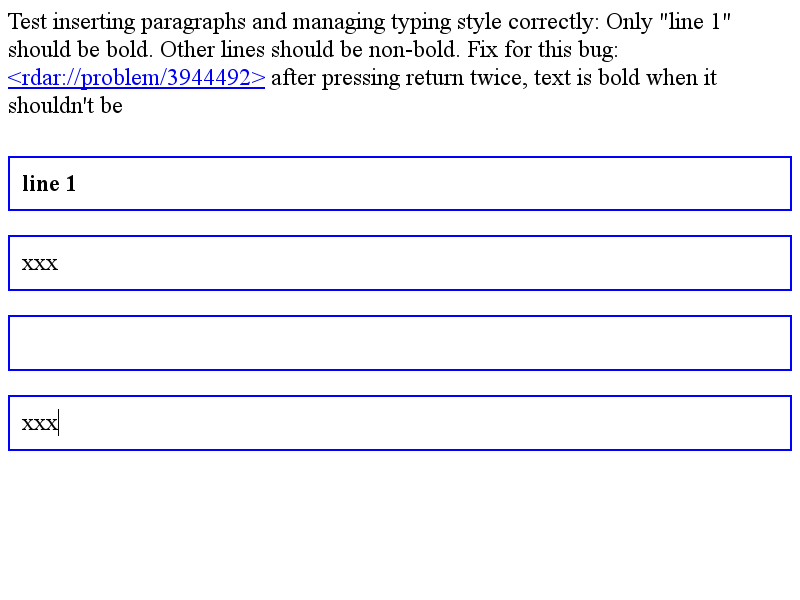 Test inserting paragraphs and managing typing style correctly: Only "line 1"
should be bold. Other lines should be non-bold. Fix for this bug:
<rdar://problem/3944492> after pressing return twice, text is bold when it
shouldn't be
line 1
xxx
xxx